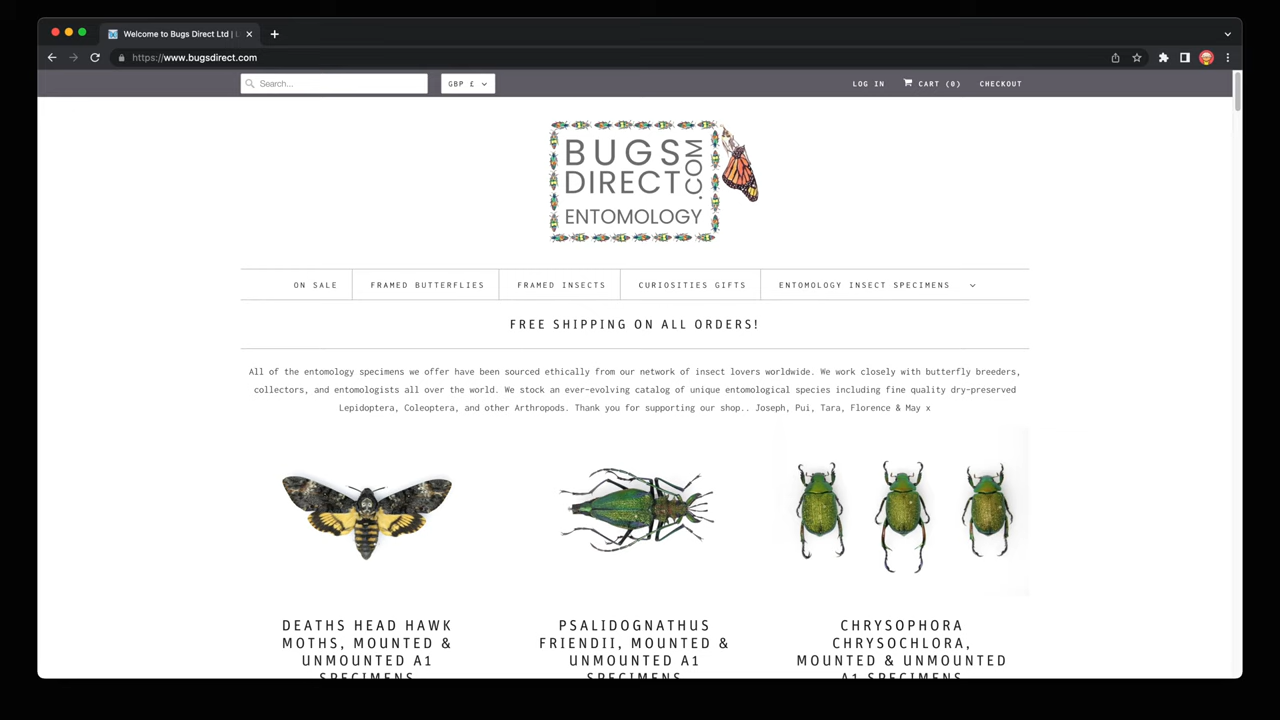 Welcome to Bugs Direct Ltd |
https://www.bugsdirect.com
Search...
GBP £
LOG IN
CART (0)
CHECKOUT
BUGS
DIRECT
.COM
ENTOMOLOGY
ON SALE
FRAMED BUTTERFLIES
FRAMED INSECTS
CURIOSITIES GIFTS
ENTOMOLOGY INSECT SPECIMENS
FREE SHIPPING ON ALL ORDERS!
All of the entomology specimens we offer have been sourced ethically from our network of insect lovers worldwide. We work closely with butterfly breeders,
collectors, and entomologists all over the world. We stock an ever-evolving catalog of unique entomological species including fine quality dry-preserved
Lepidoptera, Coleoptera, and other Arthropods. Thank you for supporting our shop.. Joseph, Pui, Tara, Florence & May x
DEATHS HEAD HAWK
MOTHS, MOUNTED &
UNMOUNTED A1
SPECIMENS
PSALIDOGNATHUS
FRIENDII, MOUNTED &
UNMOUNTED A1
SPECIMENS
CHRYSOPHORA
CHRYSOCHLORA,
MOUNTED & UNMOUNTED
A1 SPECIMENS